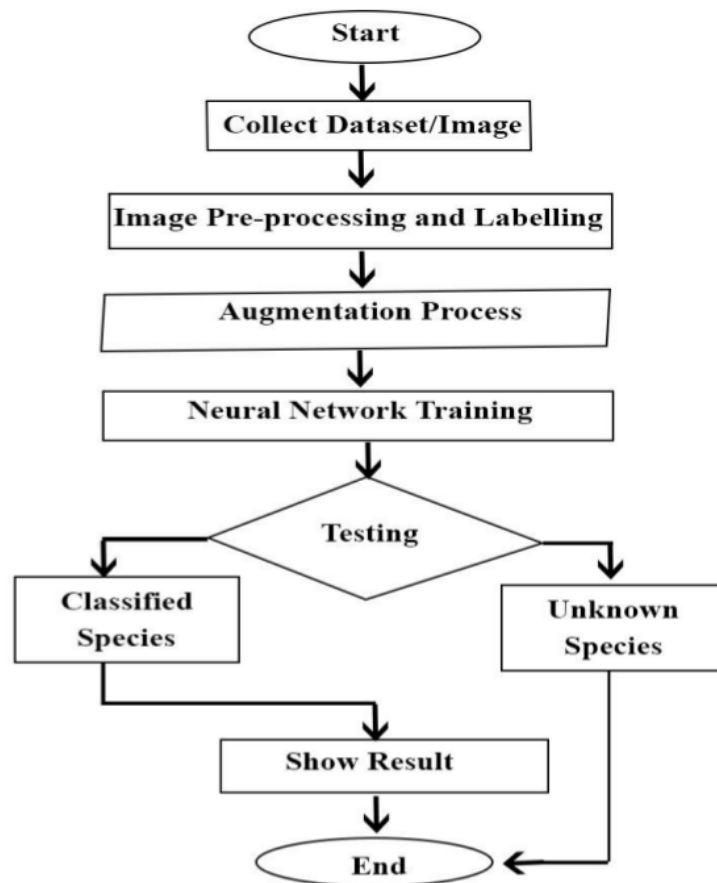 Start
Collect Dataset/Image
Image Pre-processing and Labelling
Augmentation Process
Neural Network Training
Testing
Classified
Species
Unknown
Species
Show Result
End